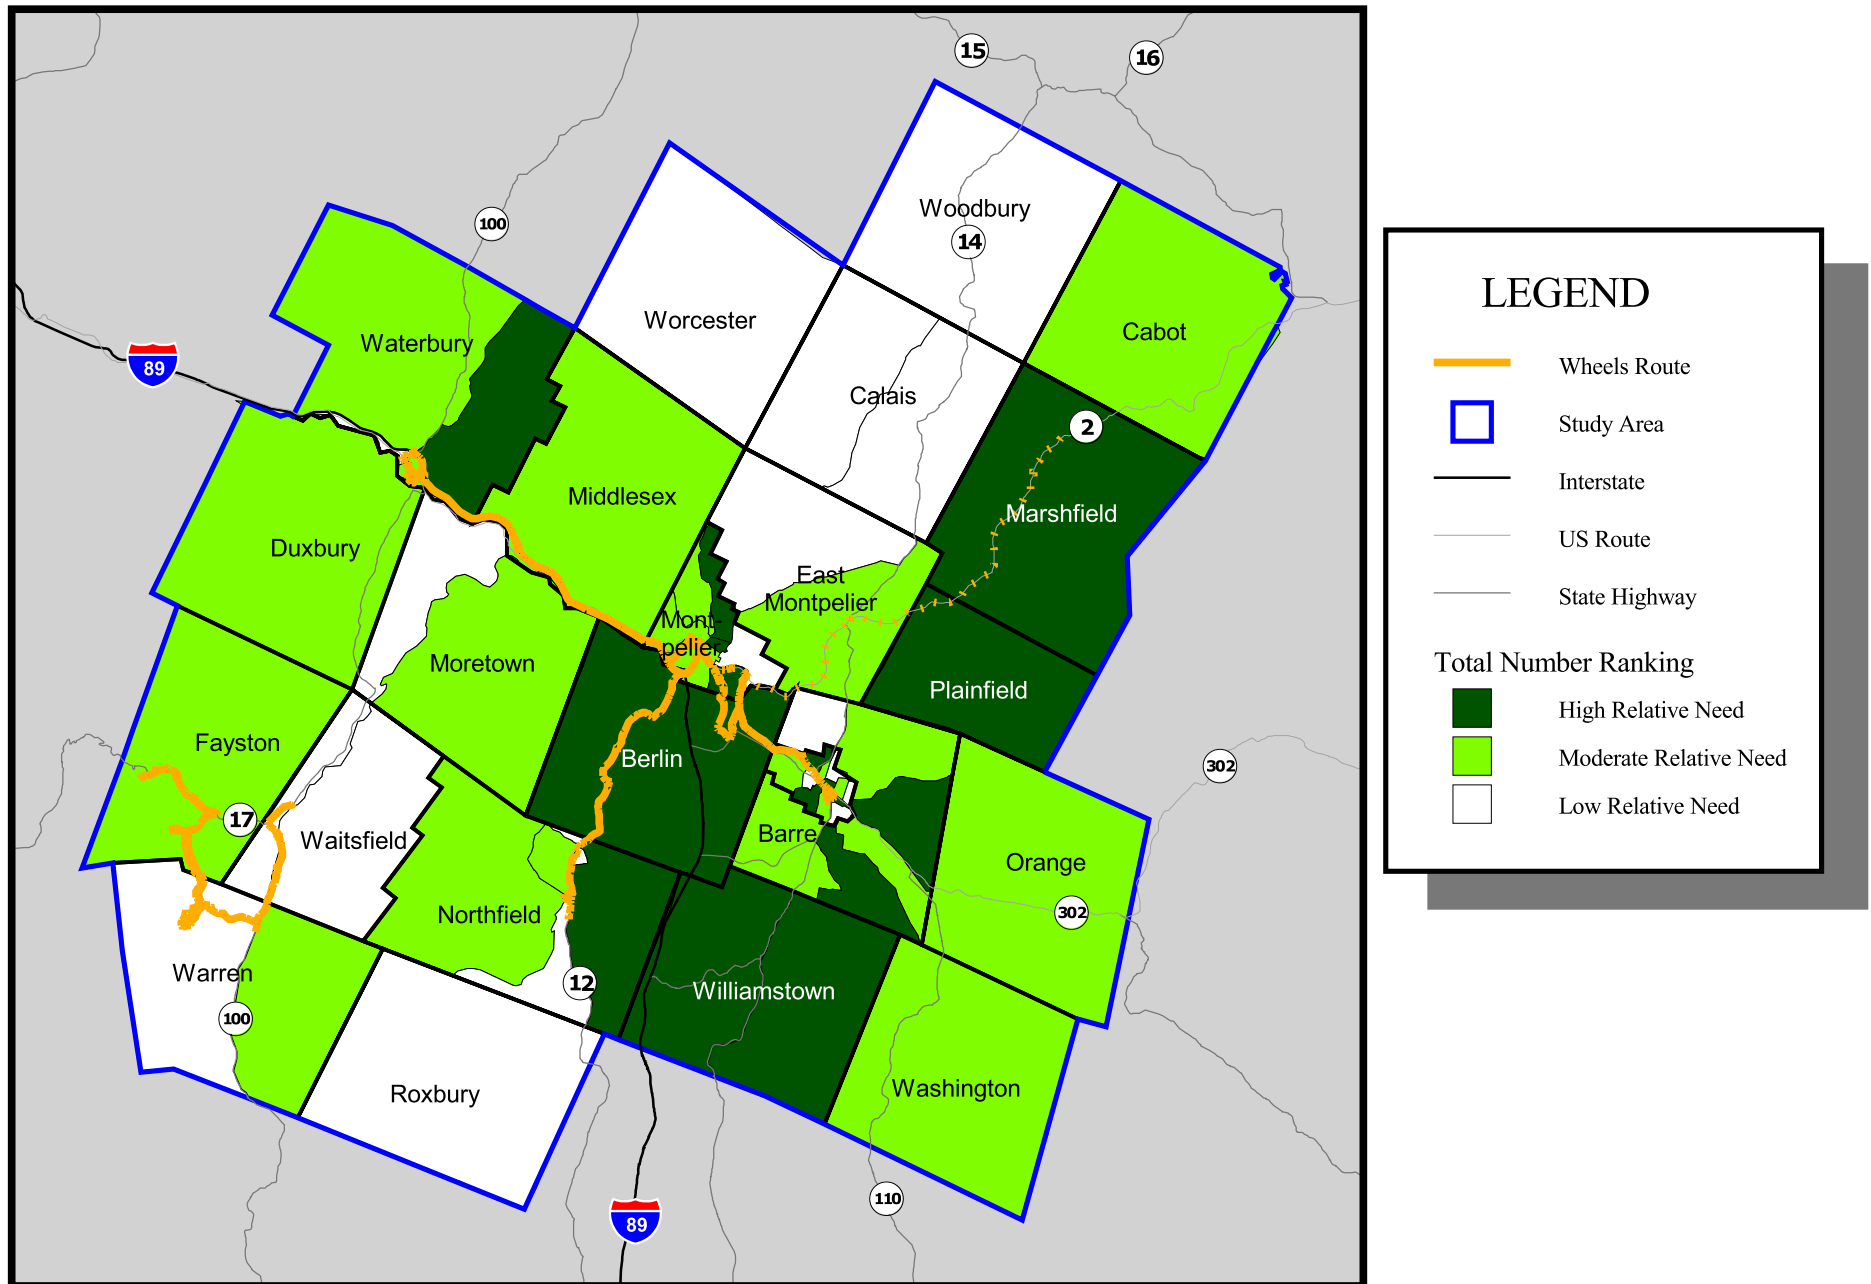 15
16
Woodbury
100
14
Worcester
Cabot
Waterbury
89
Calais
2
Middlesex
Marshfield
Duxbury
East
Montpelier
Mont-
pelier
Moretown
Plainfield
Fayston
Berlin
302
17
Waitsfield
Barre
Orange
Northfield
302
Warren
12
Williamstown
100
Roxbury
Washington
110
89
LEGEND
Wheels Route
Study Area
Interstate
US Route
State Highway
Total Number Ranking
High Relative Need
Moderate Relative Need
Low Relative Need